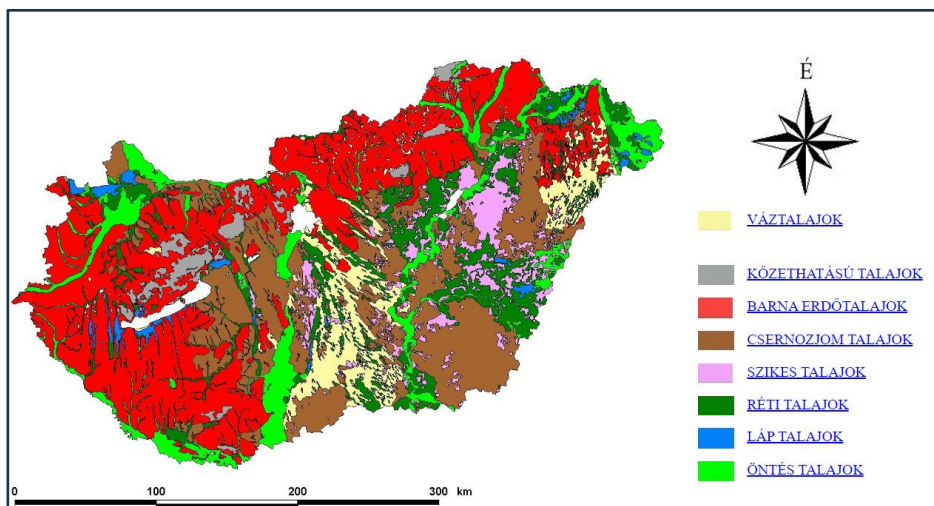 É
VÁZTALAJOK
KŐZETHATÁSÚ TALAJOK
BARNA ERDŐTALAJOK
CSERNOZJOM TALAJOK
SZIKES TALAJOK
RÉTI TALAJOK
LÁP TALAJOK
ÖNTÉS TALAJOK
0 100 200 300 km